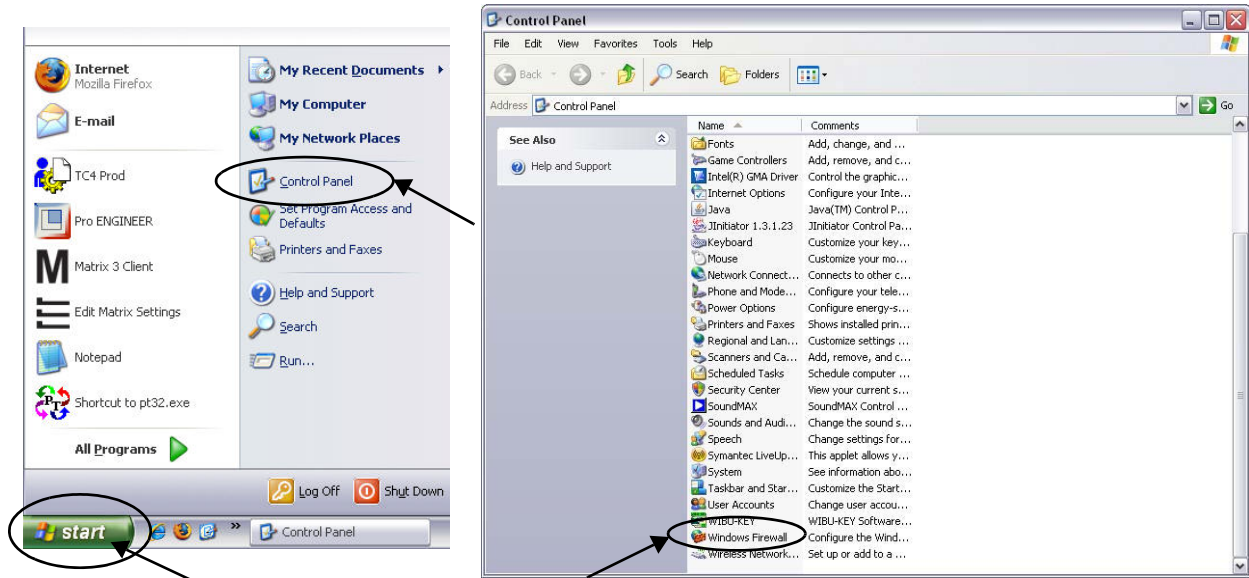 Internet
Mozilla Firefox
E-mail
TC4 Prod
Pro ENGINEER
Matrix 3 Client
Edit Matrix Settings
Notepad
Shortcut to pt32.exe
All Programs
My Recent Documents
My Computer
My Network Places
Control Panel
Set Program Access and
Defaults
Printers and Faxes
Help and Support
Search
Run...
Log Off Shut Down
start » Control Panel
Control Panel
File Edit View Favorites Tools Help
Back Search Folders
Address Control Panel Go
See Also
Help and Support
Name Comments
Fonts Add, change, and ...
Game Controllers Add, remove, and c...
Intel(R) GMA Driver Control the graphic...
Internet Options Configure your Inte...
Java Java(TM) Control P...
JInitiator 1.3.1.23 JInitiator Control Pa...
Keyboard Customize your key...
Mouse Customize your mo...
Network Connect... Connects to other c...
Phone and Mode... Configure your tele...
Power Options Configure energy-s...
Printers and Faxes Shows installed prin...
Regional and Lan... Customize settings ...
Scanners and Ca... Add, remove, and c...
Scheduled Tasks Schedule computer ...
Security Center View your current s...
SoundMAX SoundMAX Control ...
Sounds and Audi... Change the sound s...
Speech Change settings for...
Symantec LiveUp... This applet allows y...
System See information abo...
Taskbar and Star... Customize the Start...
User Accounts Change user accou...
WIBU-KEY WIBU-KEY Software...
Windows Firewall Configure the Wind...
Wireless Network... Set up or add to a ...